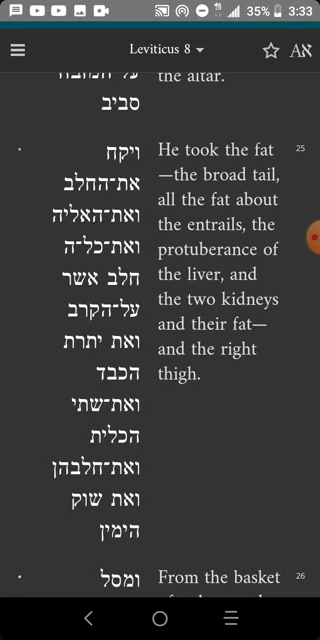 35% 3:33
Leviticus 8
אA
על המזבח
סביב
the altar.
ויקח
את־החלב
ואת־האליה
ואת־כל־ה
חלב אשר
על־הקרב
ואת יתרת
הכבד
ואת־שתי
הכלית
ואת־חלבהן
ואת שוק
הימין
He took the fat
—the broad tail,
all the fat about
the entrails, the
protuberance of
the liver, and
the two kidneys
and their fat—
and the right
thigh.
25
ומסל
From the basket
26